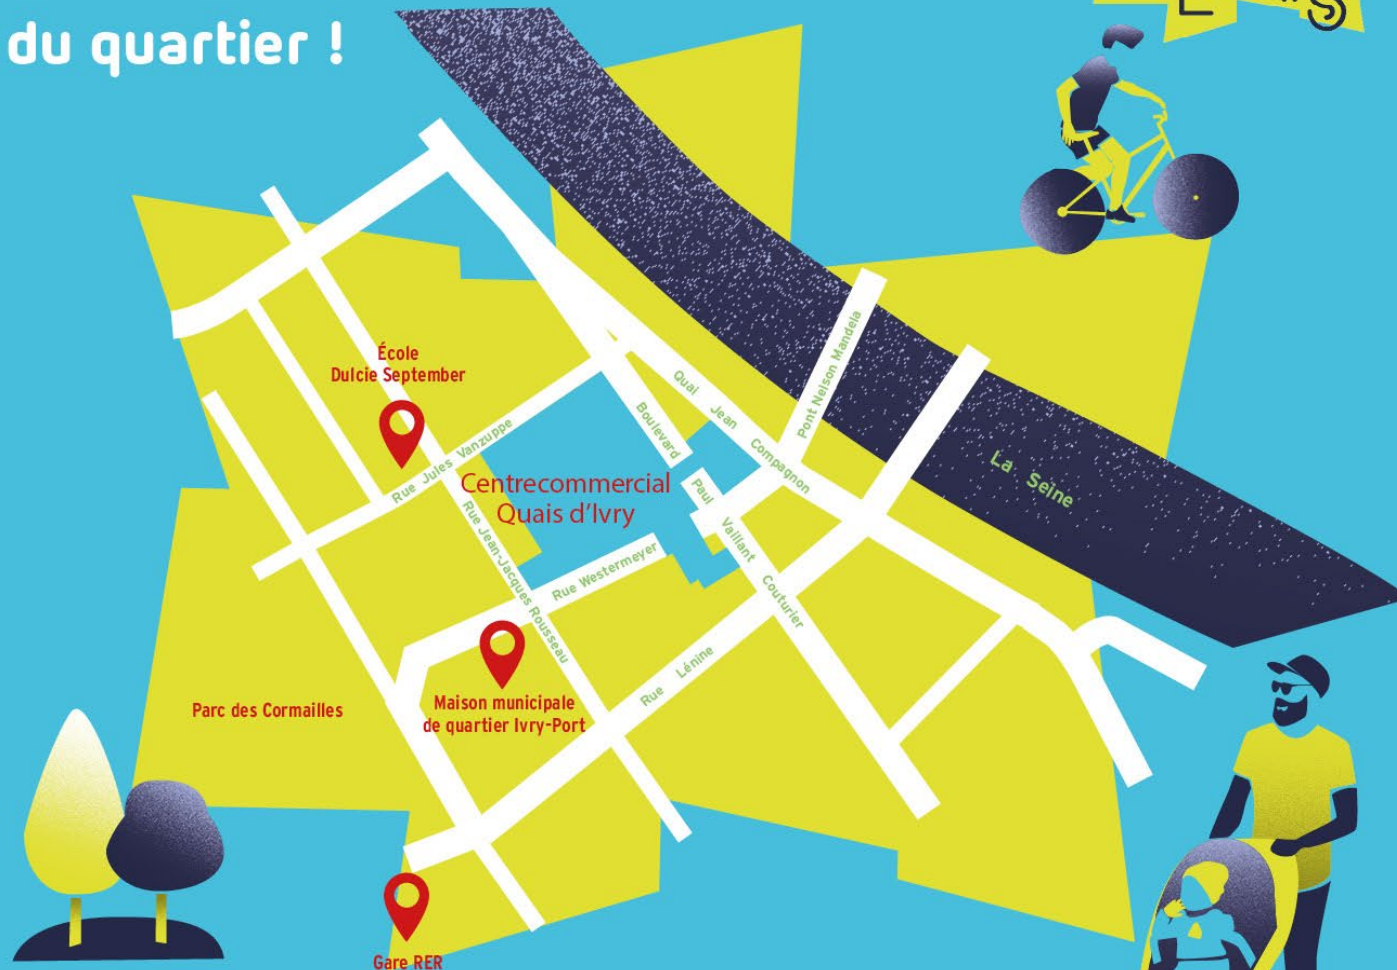 du quartier !
École
Dulcie September
Rue Jules Vanzuppe
Boulevard
Quai Jean Compagnon
Pont Nelson Mandela
La Seine
Centrecommercial
Quais d'Ivry
Paul Vaillant Couturier
Rue Jean-Jacques Rousseau
Rue Westermeyer
Rue Lénine
Parc des Cormailles
Maison municipale
de quartier Ivry-Port
Gare RER